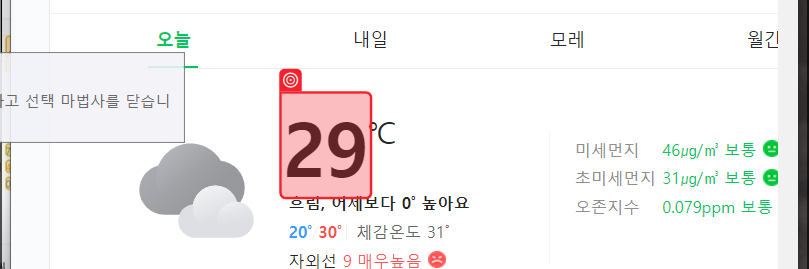 오늘 내일 모레 월간
하고 선택 마법사를 닫습니
29℃
흐림, 어제보다 0° 높아요
20° 30° 체감온도 31°
자외선 9 매우높음
미세먼지 46㎍/㎥ 보통
초미세먼지 31㎍/㎥ 보통
오존지수 0.079ppm 보통